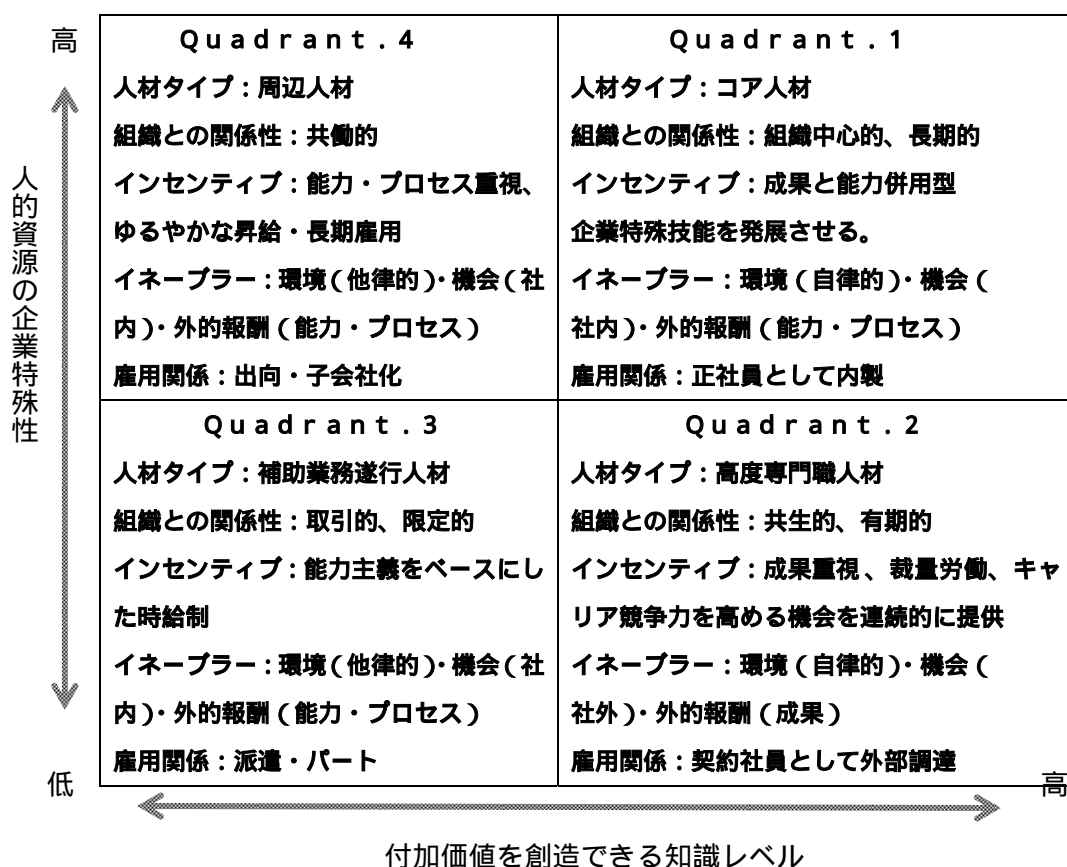 高
人的資源の企業特殊性
低
Quadrant.4
人材タイプ：周辺人材
組織との関係性：共働的
インセンティブ：能力・プロセス重視、
ゆるやかな昇給・長期雇用
イネーブラー：環境（他律的）・機会（社
内）・外的報酬（能力・プロセス）
雇用関係：出向・子会社化
Quadrant.1
人材タイプ：コア人材
組織との関係性：組織中心的、長期的
インセンティブ：成果と能力併用型
企業特殊技能を発展させる。
イネーブラー：環境（自律的）・機会（
社内）・外的報酬（能力・プロセス）
雇用関係：正社員として内製
Quadrant.3
人材タイプ：補助業務遂行人材
組織との関係性：取引的、限定的
インセンティブ：能力主義をベースにし
た時給制
イネーブラー：環境（他律的）・機会（社
内）・外的報酬（能力・プロセス）
雇用関係：派遣・パート
Quadrant.2
人材タイプ：高度専門職人材
組織との関係性：共生的、有期的
インセンティブ：成果重視、裁量労働、キャ
リア競争力を高める機会を連続的に提供
イネーブラー：環境（自律的）・機会（
社外）・外的報酬（成果）
雇用関係：契約社員として外部調達
高
付加価値を創造できる知識レベル